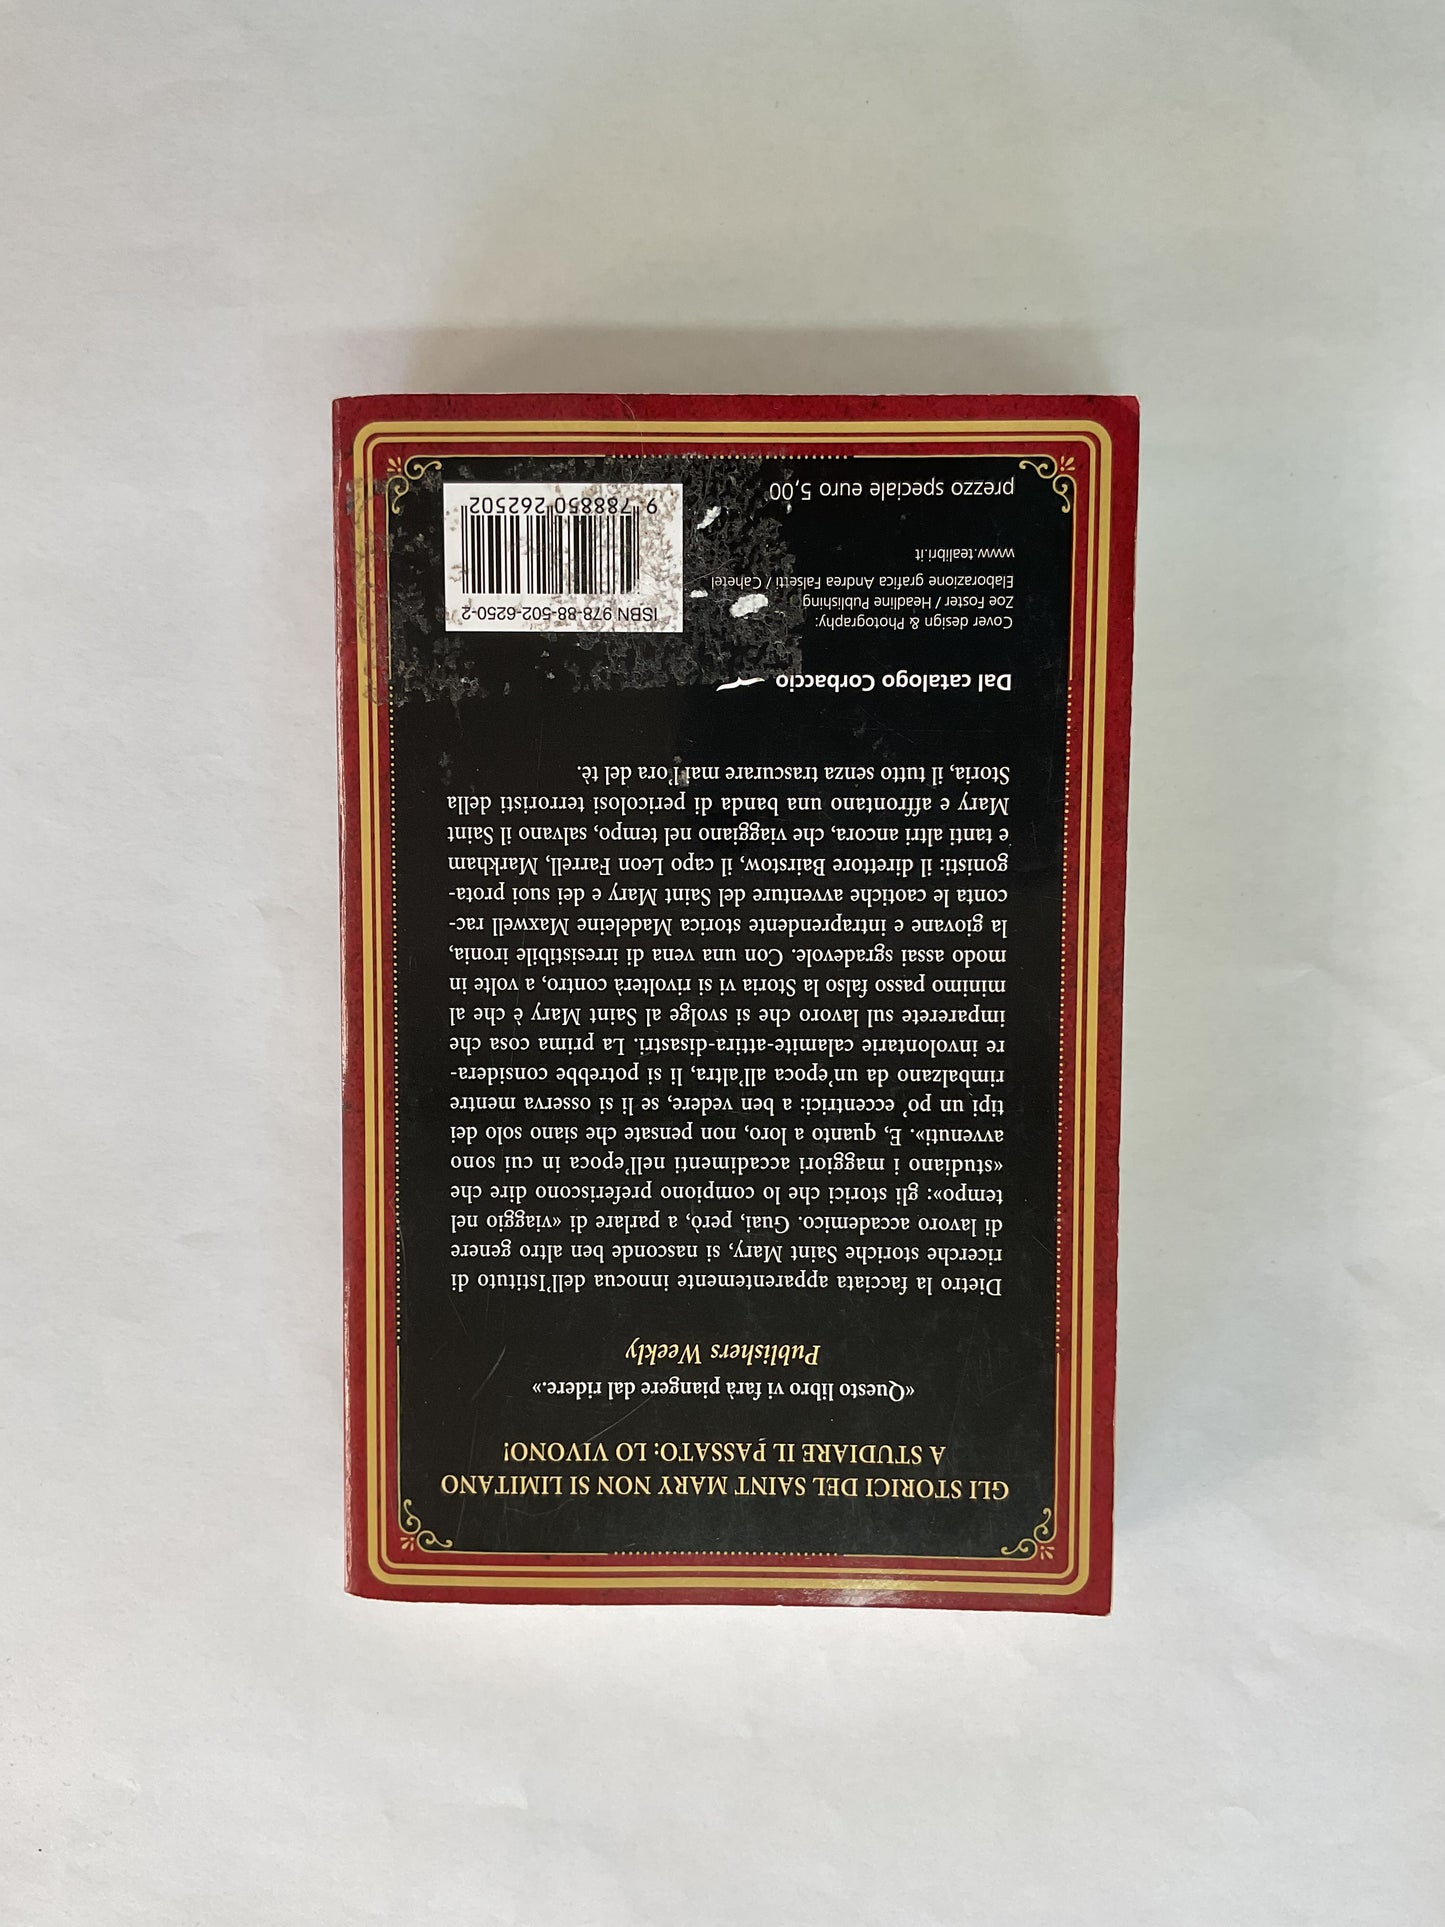 GLI STORICI DEL SAINT MARY NON SI LIMITANO
A STUDIARE IL PASSATO: LO VIVONO!
«Questo libro vi farà piangere dal ridere.»
Publishers Weekly
Dietro la facciata apparentemente innocua dell'Istituto di
ricerche storiche Saint Mary, si nasconde ben altro genere
di lavoro accademico. Guai, però, a parlare di «viaggio nel
tempo»: gli storici che lo compiono preferiscono dire che
«studiano i maggiori accadimenti nell'epoca in cui sono
avvenuti». E, quanto a loro, non pensate che siano solo dei
tipi un po' eccentrici: a ben vedere, se li si osserva mentre
rimbalzano da un'epoca all'altra, li si potrebbe considera-
re involontarie calamite-attira-disastri. La prima cosa che
imparerete sul lavoro che si svolge al Saint Mary è che al
minimo passo falso la Storia vi si rivolterà contro, a volte in
modo assai sgradevole. Con una vena di irresistibile ironia,
la giovane e intraprendente storica Madeleine Maxwell rac-
conta le caotiche avventure del Saint Mary e dei suoi prota-
gonisti: il direttore Bairstow, il capo Leon Farrell, Markham
e tanti altri ancora, che viaggiano nel tempo, salvano il Saint
Mary e affrontano una banda di pericolosi terroristi della
Storia, il tutto senza trascurare mai l'ora del tè.
Dal catalogo Corbaccio
Cover design & Photography:
Zoe Foster / Headline Publishing
Elaborazione grafica Andrea Falsetti / Cahetel
www.tealibri.it
prezzo speciale euro 5,00
ISBN 978-88-502-6250-2
9 788850 262502